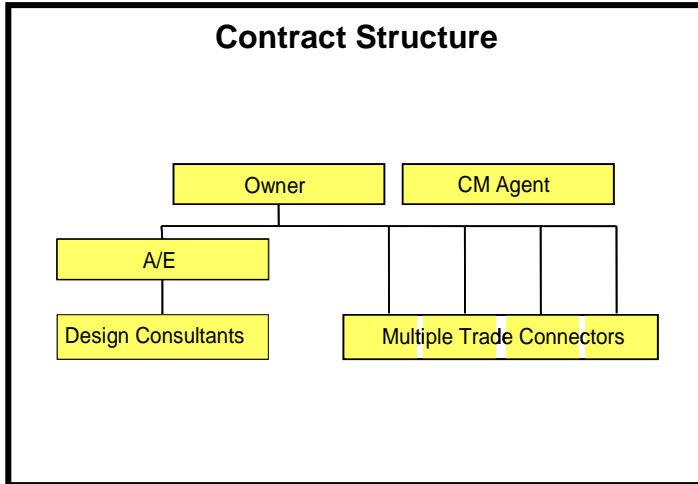 Contract Structure
Owner
CM Agent
A/E
Design Consultants
Multiple Trade Connectors